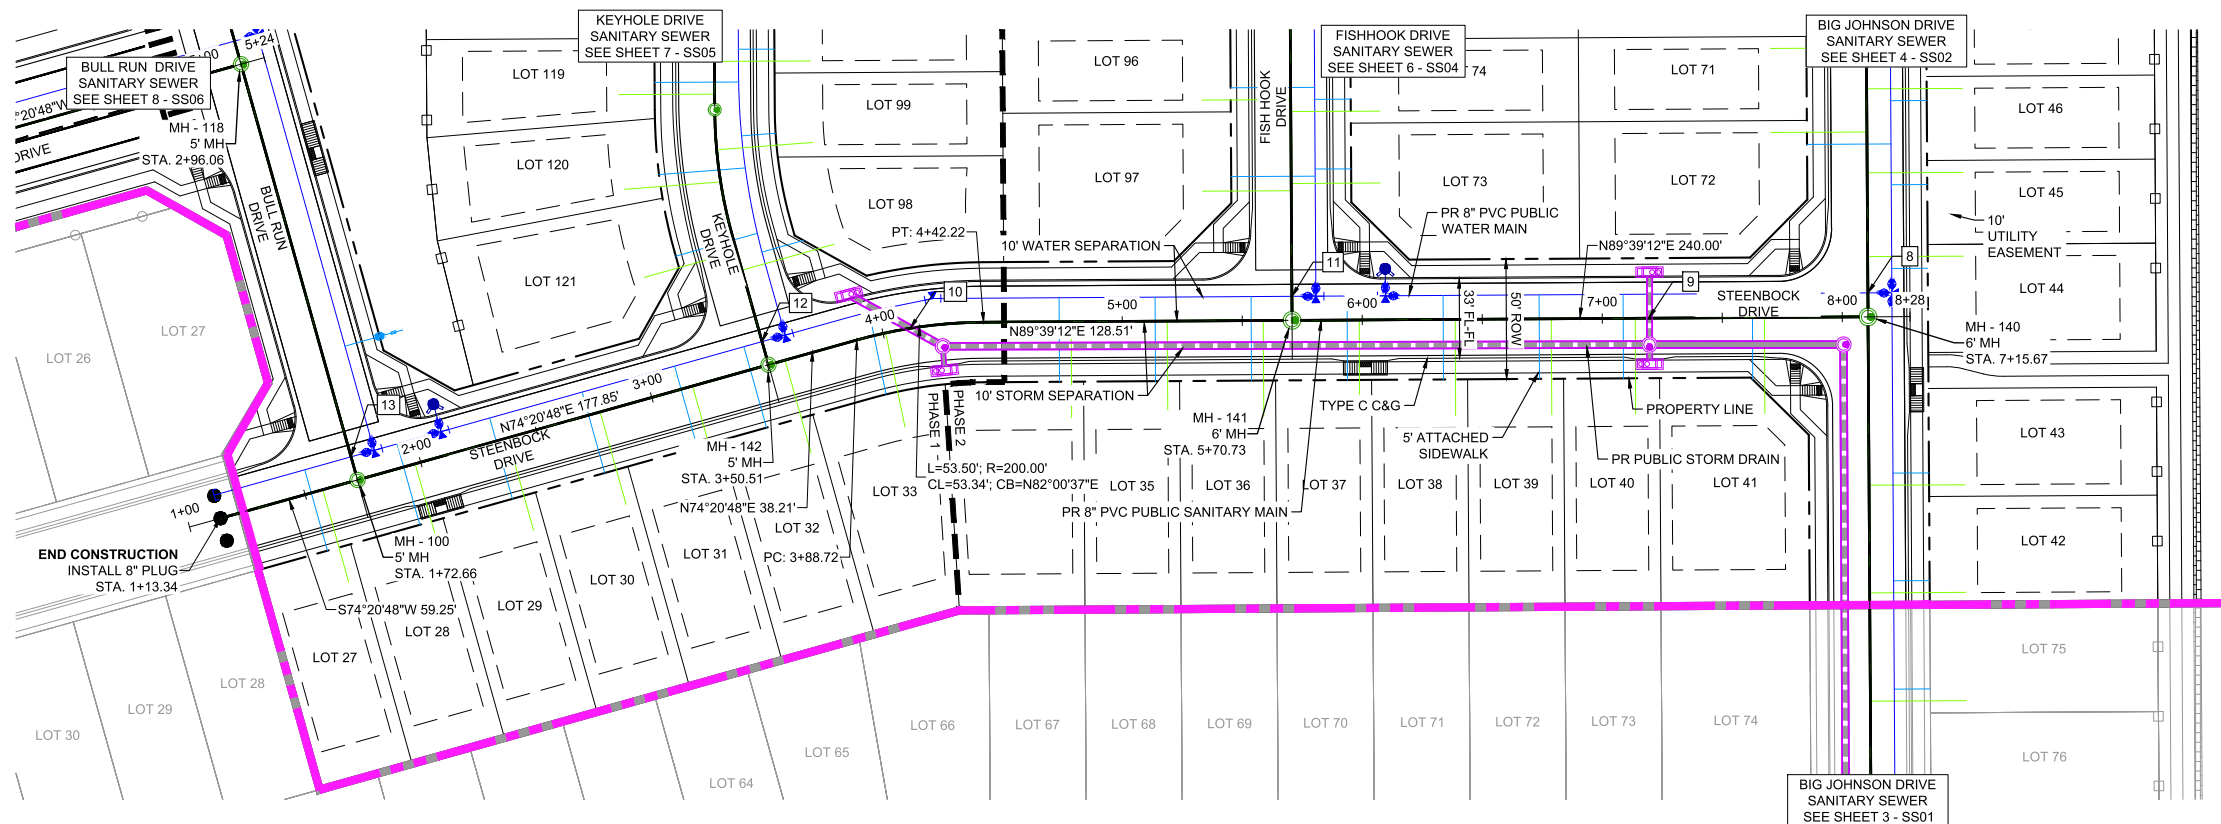 KEYHOLE DRIVE
SANITARY SEWER
SEE SHEET 7 - SS05
FISHHOOK DRIVE
SANITARY SEWER
SEE SHEET 6 - SS04
BIG JOHNSON DRIVE
SANITARY SEWER
SEE SHEET 4 - SS02
BULL RUN  DRIVE
SANITARY SEWER
SEE SHEET 8 - SS06
5+24
00
°20'48"W
DRIVE
MH - 118
5' MH
STA. 2+96.06
BULL RUN
DRIVE
LOT 119
LOT 120
LOT 121
KEYHOLE
DRIVE
LOT 99
LOT 98
LOT 96
LOT 97
FISH HOOK
DRIVE
74
LOT 73
LOT 71
LOT 72
LOT 46
LOT 45
LOT 44
10'
UTILITY
EASEMENT
PT: 4+42.22
10' WATER SEPARATION
PR 8" PVC PUBLIC
WATER MAIN
N89°39'12"E 240.00'
11
8
9
10
12
13
4+00
5+00
6+00
7+00
8+00
8+28
STEENBOCK
DRIVE
33' FL-FL
50' ROW
N89°39'12"E 128.51'
MH - 140
6' MH
STA. 7+15.67
LOT 27
LOT 26
3+00
2+00
1+00
N74°20'48"E 177.85'
STEENBOCK
DRIVE
10' STORM SEPARATION
PHASE 1
PHASE 2
TYPE C C&G
PROPERTY LINE
MH - 141
6' MH
STA. 5+70.73
5' ATTACHED
SIDEWALK
PR PUBLIC STORM DRAIN
MH - 142
5' MH
STA. 3+50.51
L=53.50'; R=200.00'
CL=53.34'; CB=N82°00'37"E
N74°20'48"E 38.21'
PR 8" PVC PUBLIC SANITARY MAIN
PC: 3+88.72
END CONSTRUCTION
INSTALL 8" PLUG
STA. 1+13.34
MH - 100
5' MH
STA. 1+72.66
S74°20'48"W 59.25'
LOT 27
LOT 28
LOT 29
LOT 30
LOT 31
LOT 32
LOT 33
LOT 35
LOT 36
LOT 37
LOT 38
LOT 39
LOT 40
LOT 41
LOT 43
LOT 42
LOT 30
LOT 29
LOT 28
LOT 64
LOT 65
LOT 66
LOT 67
LOT 68
LOT 69
LOT 70
LOT 71
LOT 72
LOT 73
LOT 74
LOT 75
LOT 76
BIG JOHNSON DRIVE
SANITARY SEWER
SEE SHEET 3 - SS01